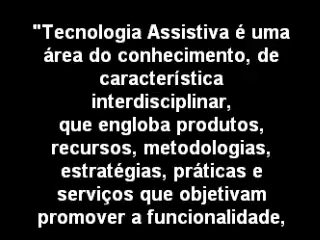 "Tecnologia Assistiva é uma
área do conhecimento, de
característica
interdisciplinar,
que engloba produtos,
recursos, metodologias,
estratégias, práticas e
serviços que objetivam
promover a funcionalidade,